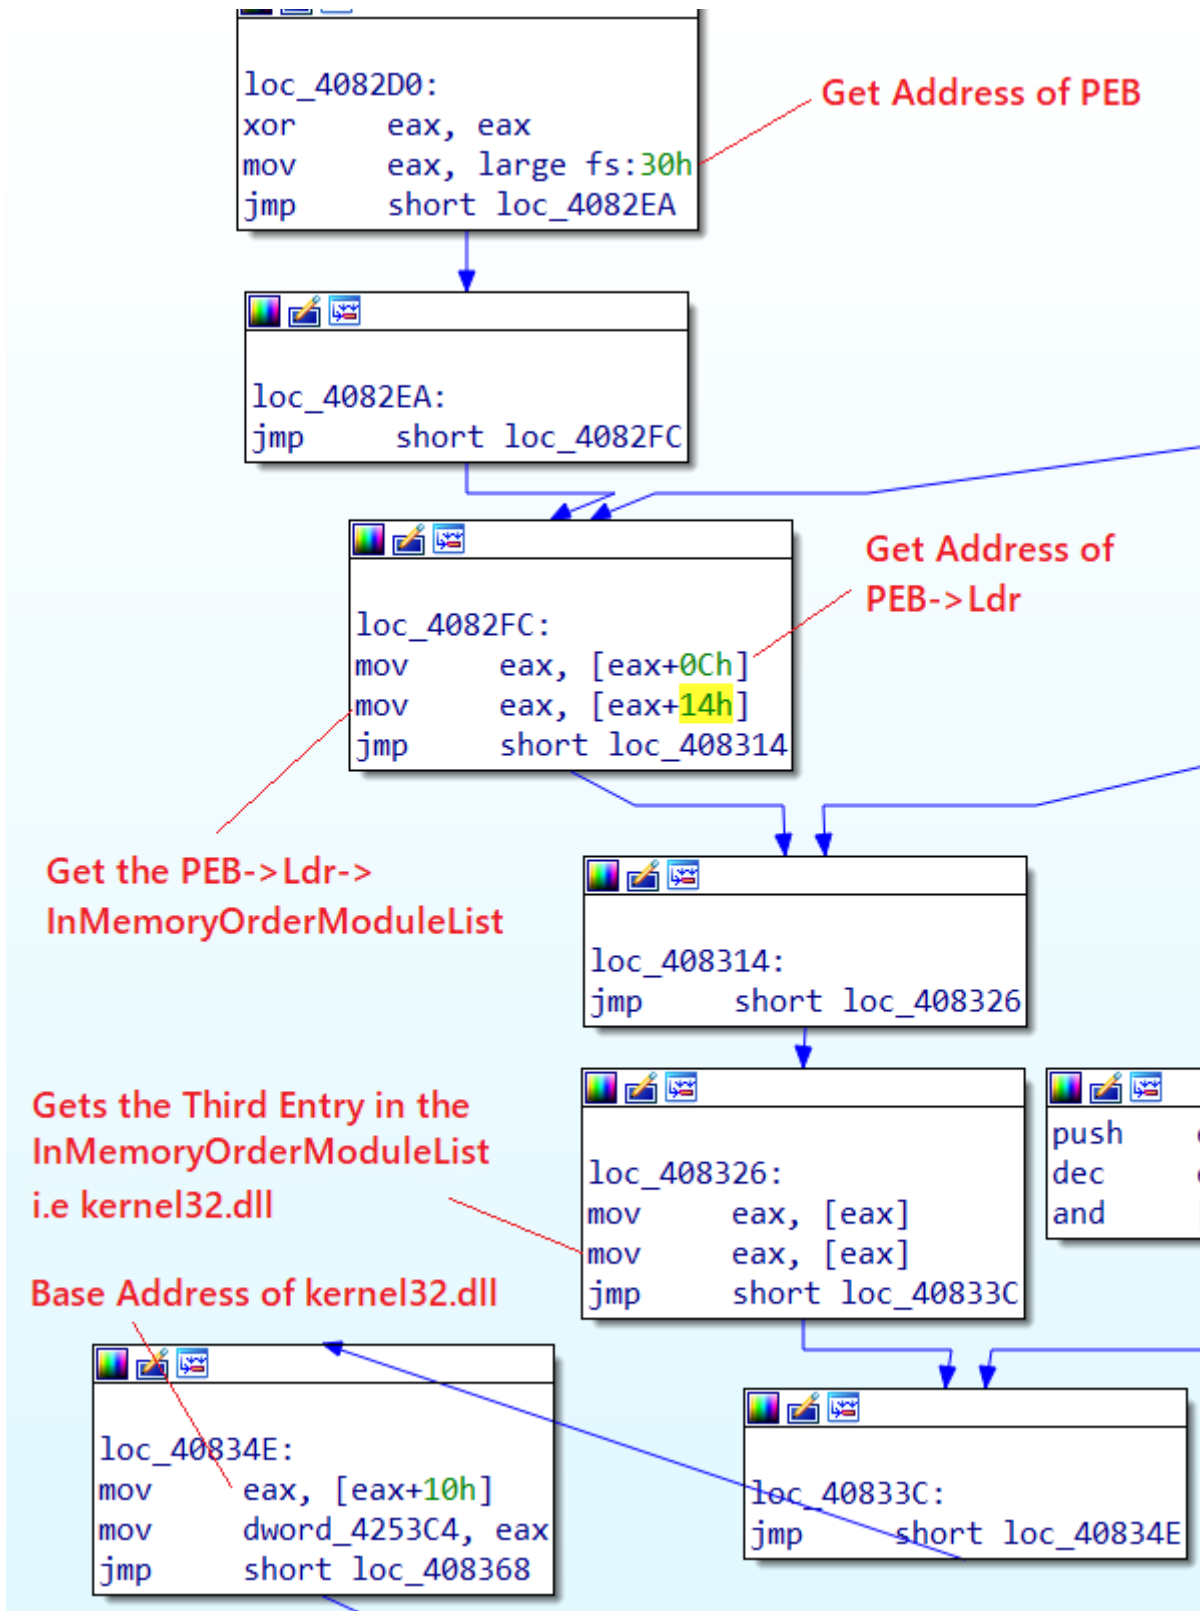 loc_4082D0:
xor eax, eax
mov eax, large fs:30h
jmp short loc_4082EA
Get Address of PEB
loc_4082EA:
jmp short loc_4082FC
loc_4082FC:
mov eax, [eax+0Ch]
mov eax, [eax+14h]
jmp short loc_408314
Get Address of
PEB->Ldr
Get the PEB->Ldr->
InMemoryOrderModuleList
loc_408314:
jmp short loc_408326
Gets the Third Entry in the
InMemoryOrderModuleList
i.e kernel32.dll
loc_408326:
mov eax, [eax]
mov eax, [eax]
jmp short loc_40833C
push
dec
and
Base Address of kernel32.dll
loc_40834E:
mov eax, [eax+10h]
mov dword_4253C4, eax
jmp short loc_408368
loc_40833C:
jmp short loc_40834E